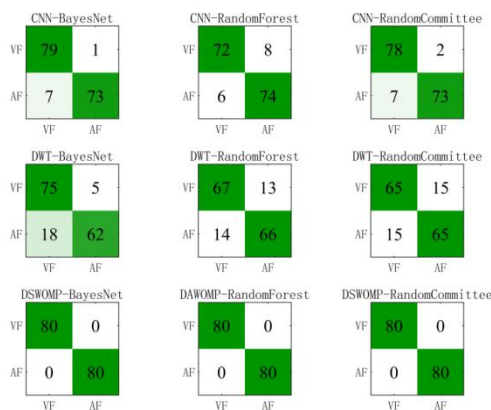 CNN-BayesNet CNN-RandomForest CNN-RandomCommittee
VF 79 1 VF 72 8 VF 78 2
AF 7 73 AF 6 74 AF 7 73
VF AF VF AF VF AF
DWT-BayesNet DWT-RandomForest DWT-RandomCommittee
VF 75 5 VF 67 13 VF 65 15
AF 18 62 AF 14 66 AF 15 65
VF AF VF AF VF AF
DSWOMP-BayesNet DAWOMP-RandomForest DSWOMP-RandomCommittee
VF 80 0 VF 80 0 VF 80 0
AF 0 80 AF 0 80 AF 0 80
VF AF VF AF VF AF